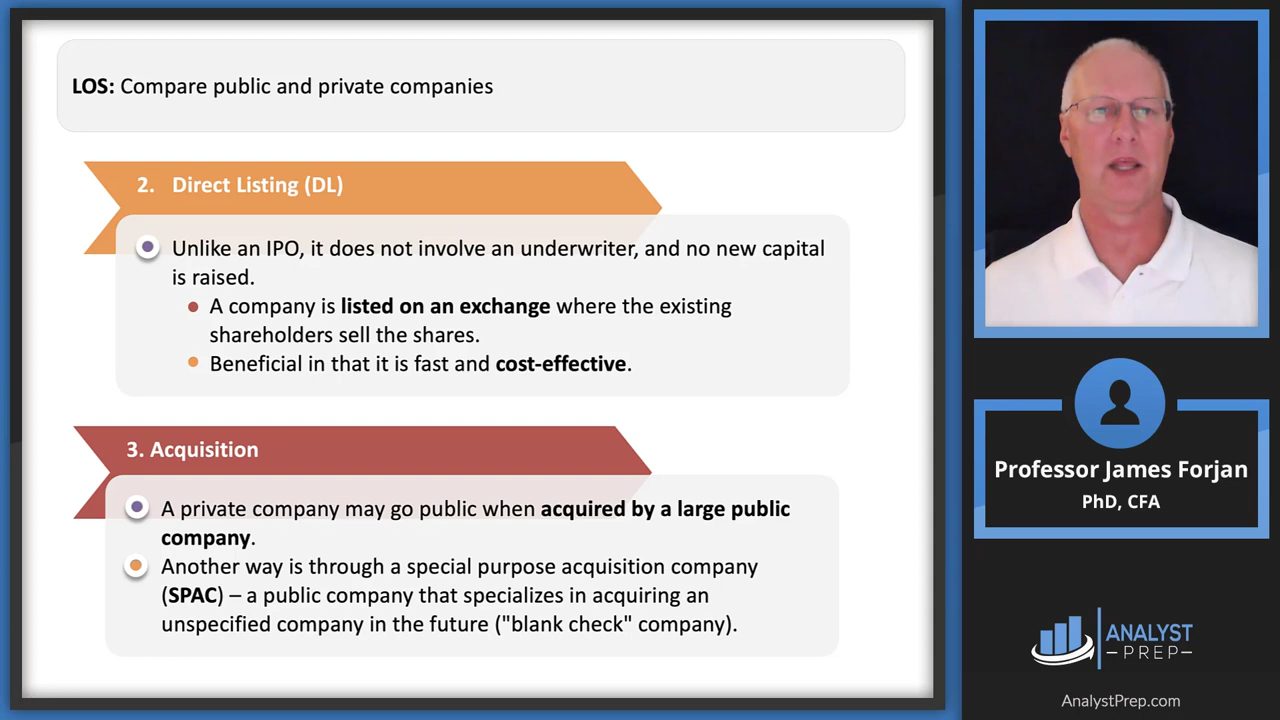 LOS: Compare public and private companies
2. Direct Listing (DL)
Unlike an IPO, it does not involve an underwriter, and no new capital
is raised.
A company is listed on an exchange where the existing
shareholders sell the shares.
Beneficial in that it is fast and cost-effective.
3. Acquisition
A private company may go public when acquired by a large public
company.
Another way is through a special purpose acquisition company
(SPAC) – a public company that specializes in acquiring an
unspecified company in the future ("blank check" company).
Professor James Forjan
PhD, CFA
ANALYST
–PREP–
AnalystPrep.com